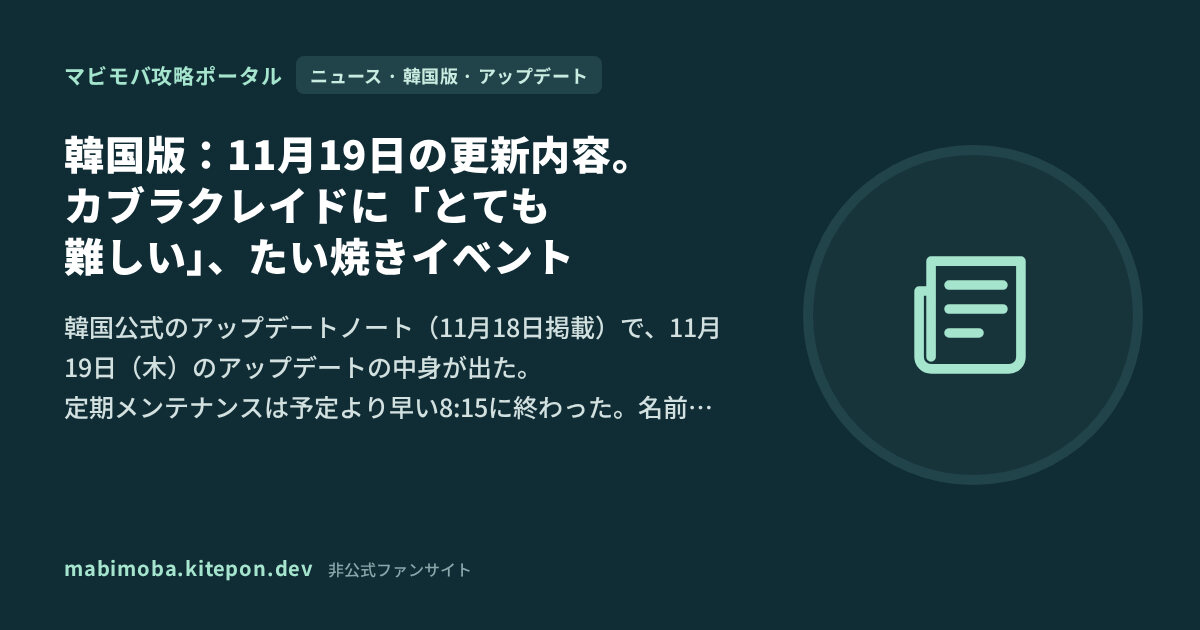 マビモバ攻略ポータル
ニュース · 韓国版 · アップデート
韓国版：11月19日の更新内容。
カブラクレイドに「とても
難しい」、たい焼きイベント
韓国公式のアップデートノート（11月18日掲載）で、11月
19日（木）のアップデートの中身が出た。
定期メンテナンスは予定より早い8:15に終わった。名前…
mabimoba.kitepon.dev
非公式ファンサイト